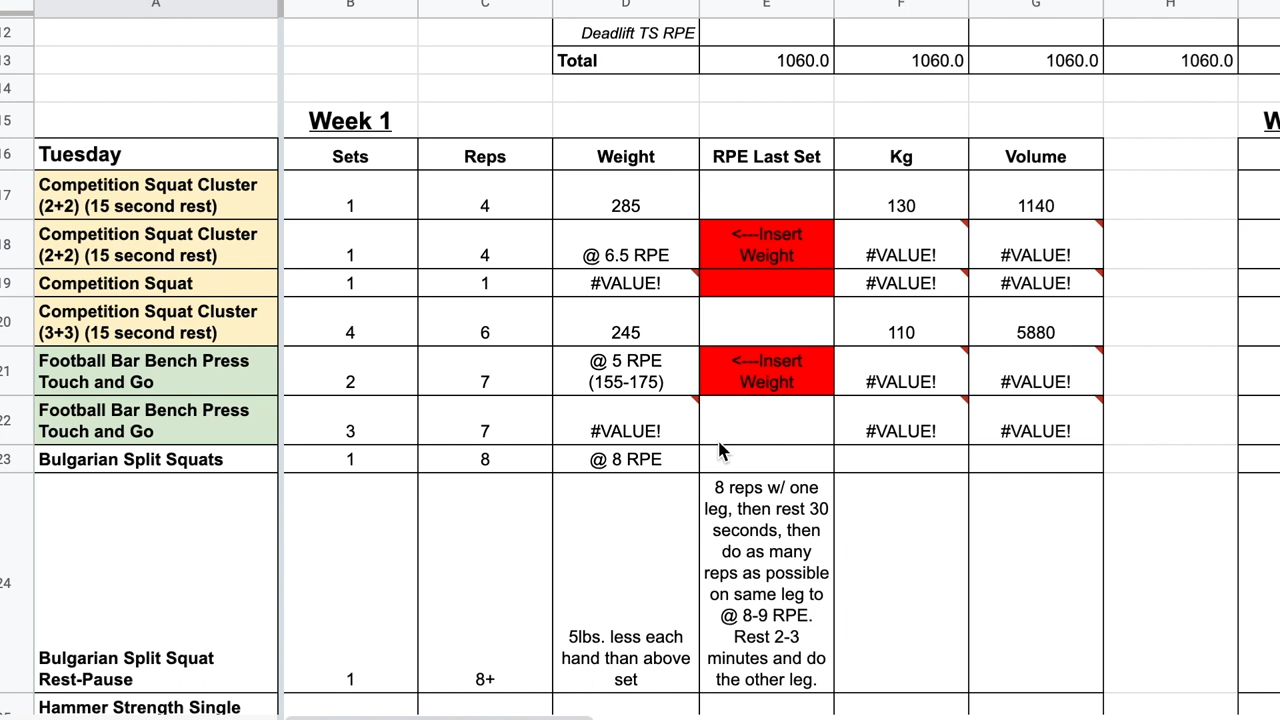 A B C D E F G H
12 Deadlift TS RPE
13 Total 1060.0 1060.0 1060.0 1060.0
14
15 Week 1
16 Tuesday Sets Reps Weight RPE Last Set Kg Volume
Competition Squat Cluster
17 (2+2) (15 second rest) 1 4 285 130 1140
Competition Squat Cluster <---Insert
18 (2+2) (15 second rest) 1 4 @ 6.5 RPE Weight #VALUE! #VALUE!
19 Competition Squat 1 1 #VALUE! #VALUE! #VALUE!
Competition Squat Cluster
20 (3+3) (15 second rest) 4 6 245 110 5880
Football Bar Bench Press @ 5 RPE <---Insert
21 Touch and Go 2 7 (155-175) Weight #VALUE! #VALUE!
Football Bar Bench Press
22 Touch and Go 3 7 #VALUE! #VALUE! #VALUE!
23 Bulgarian Split Squats 1 8 @ 8 RPE
8 reps w/ one
leg, then rest 30
seconds, then
do as many
24 reps as possible
on same leg to
@ 8-9 RPE.
5lbs. less each Rest 2-3
Bulgarian Split Squat hand than above minutes and do
Rest-Pause 1 8+ set the other leg.
Hammer Strength Single